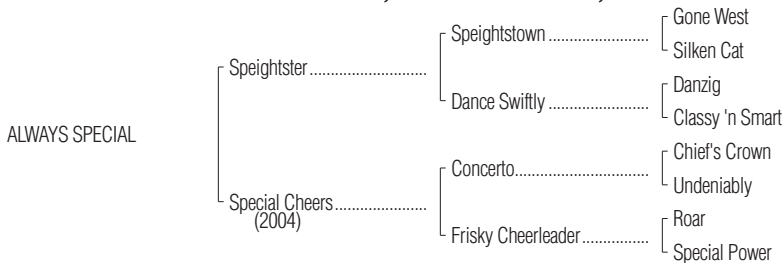 Gone West
Speightstown ......................
Silken Cat
Speightster ..........................
Danzig
Dance Swiftly ......................
Classy 'n Smart
ALWAYS SPECIAL
Chief's Crown
Concerto..............................
Undeniably
Special Cheers ....................
(2004)
Roar
Frisky Cheerleader ...............
Special Power